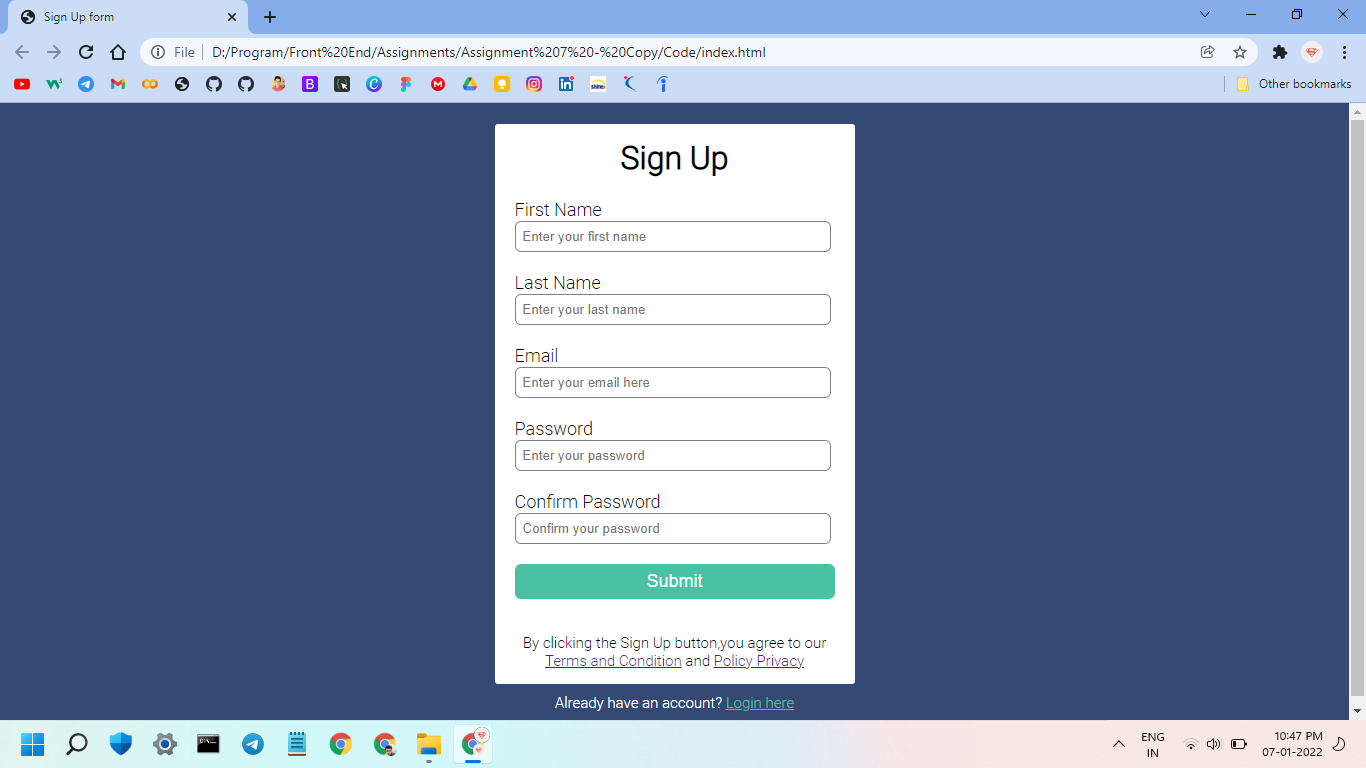 Sign Up form
File
D:/Program/Front%20End/Assignments/Assignment%207%20-%20Copy/Code/index.html
Other bookmarks
Sign Up
First Name
Enter your first name
Last Name
Enter your last name
Email
Enter your email here
Password
Enter your password
Confirm Password
Confirm your password
Submit
By clicking the Sign Up button,you agree to our
Terms and Condition and Policy Privacy
Already have an account? Login here
ENG
IN
10:47 PM
07-01-2022